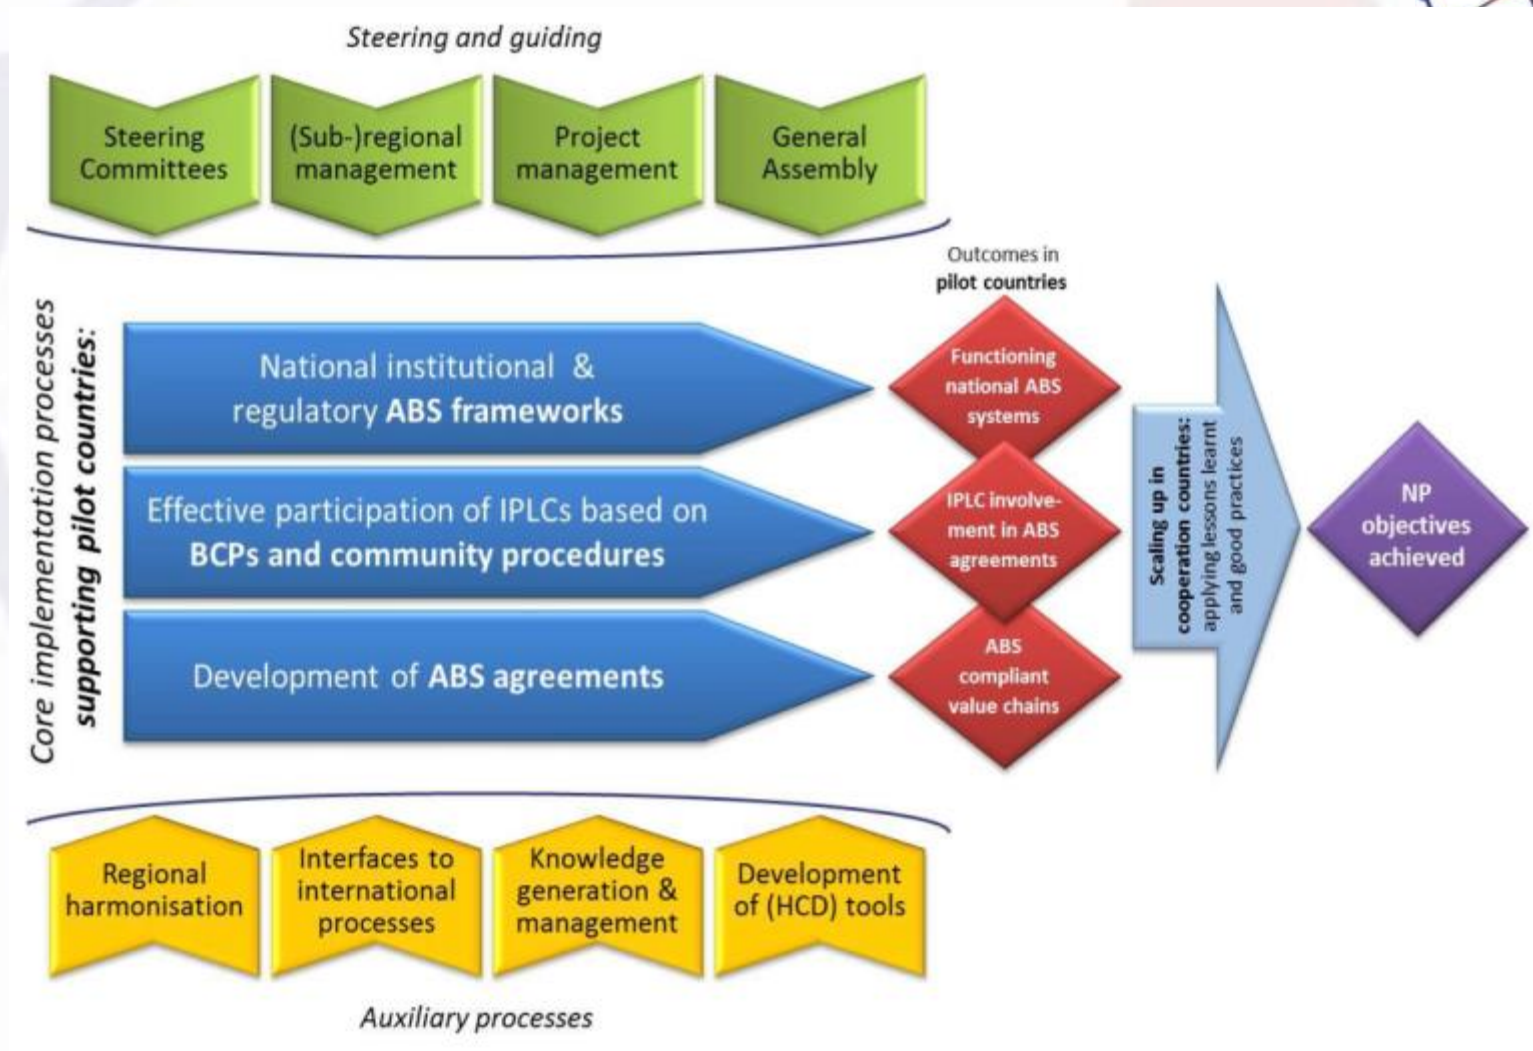 Steering and guiding
Steering
Committees
(Sub-)regional
management
Project
management
General
Assembly
Outcomes in
pilot countries
Core implementation processes
supporting pilot countries:
National institutional &
regulatory ABS frameworks
Effective participation of IPLCs based on
BCPs and community procedures
Development of ABS agreements
Functioning
national ABS
systems
IPLC involve-
ment in ABS
agreements
ABS
compliant
value chains
Scaling up in
cooperation countries:
applying lessons learnt
and good practices
NP
objectives
achieved
Regional
harmonisation
Interfaces to
international
processes
Knowledge
generation &
management
Development
of (HCD) tools
Auxiliary processes